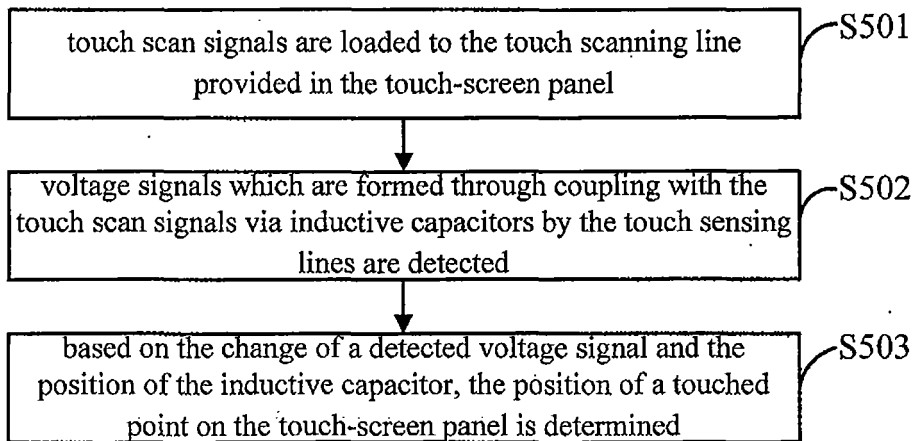 touch scan signals are loaded to the touch scanning line
provided in the touch-screen panel
S501
voltage signals which are formed through coupling with the
touch scan signals via inductive capacitors by the touch sensing
lines are detected
S502
based on the change of a detected voltage signal and the
position of the inductive capacitor, the position of a touched
point on the touch-screen panel is determined
S503